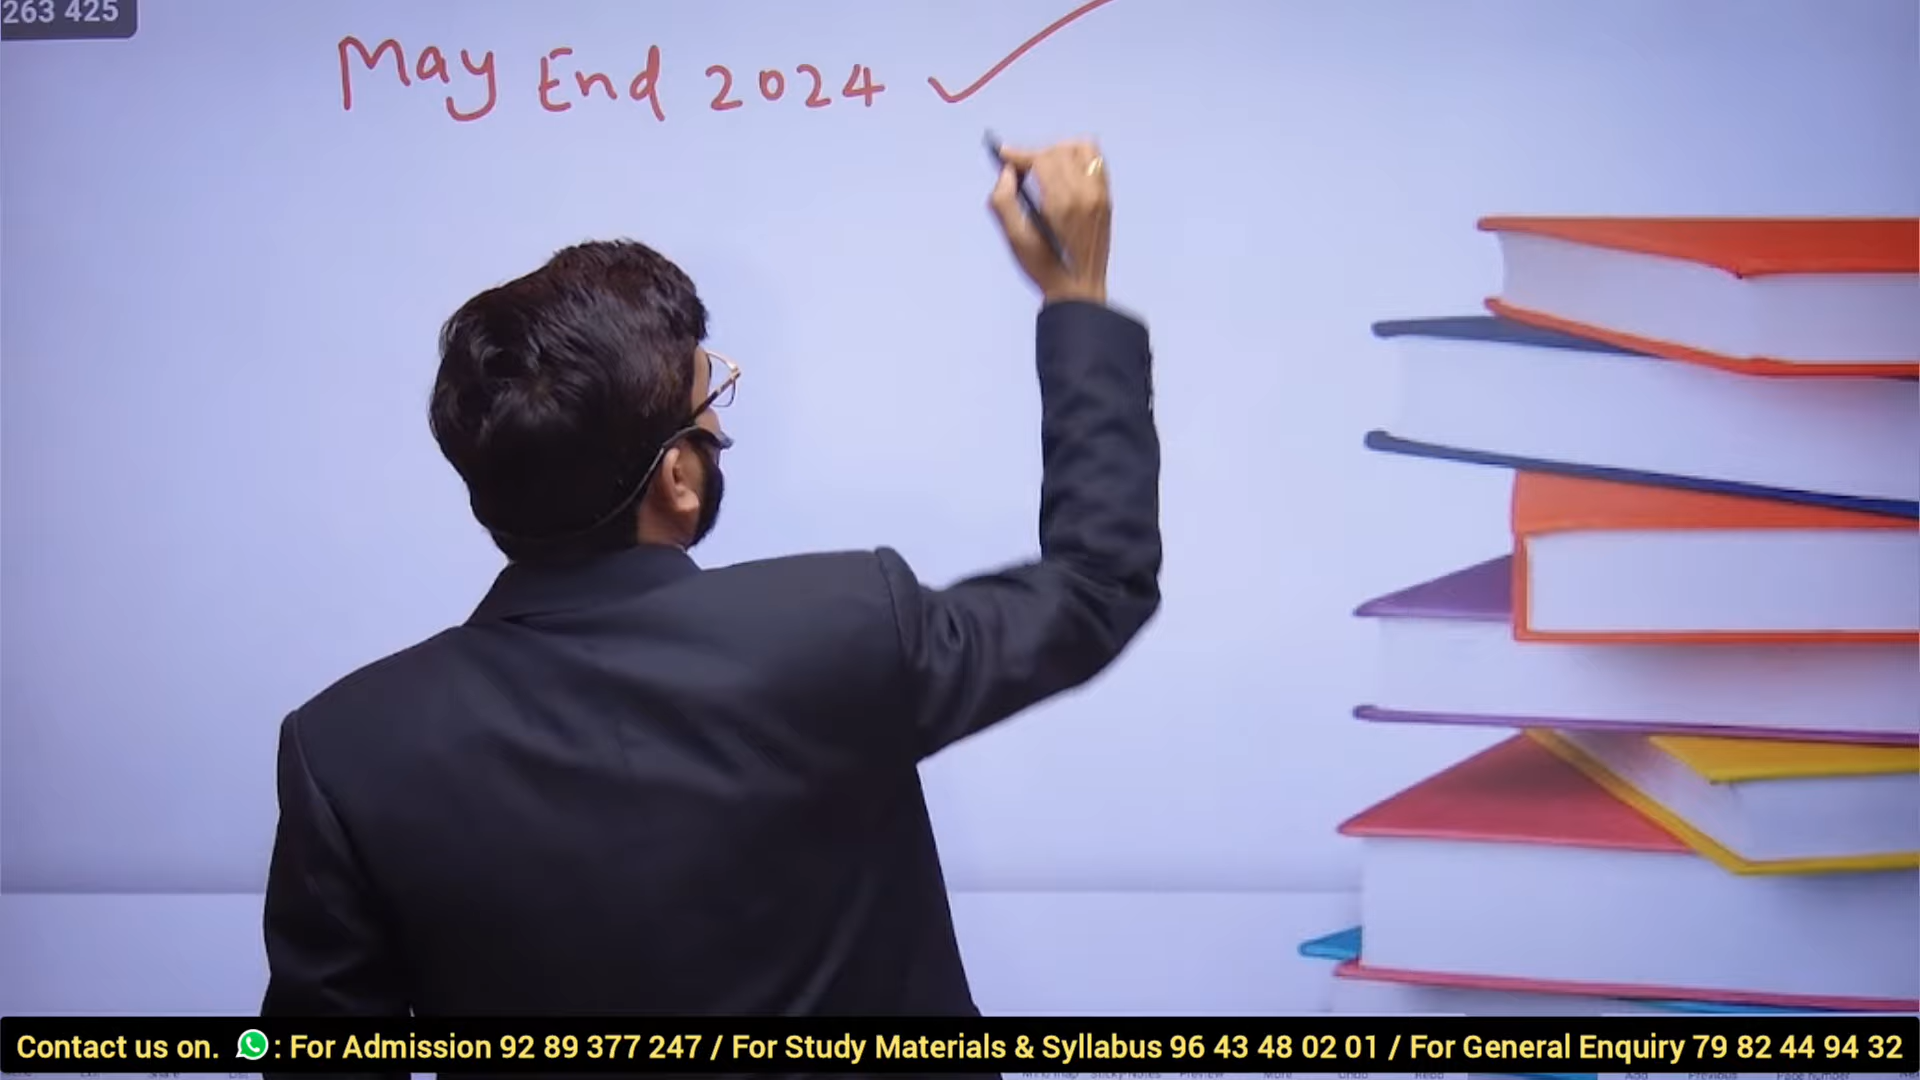 263 425
May End 2024
Contact us on. : For Admission 92 89 377 247 / For Study Materials & Syllabus 96 43 48 02 01 / For General Enquiry 79 82 44 94 32